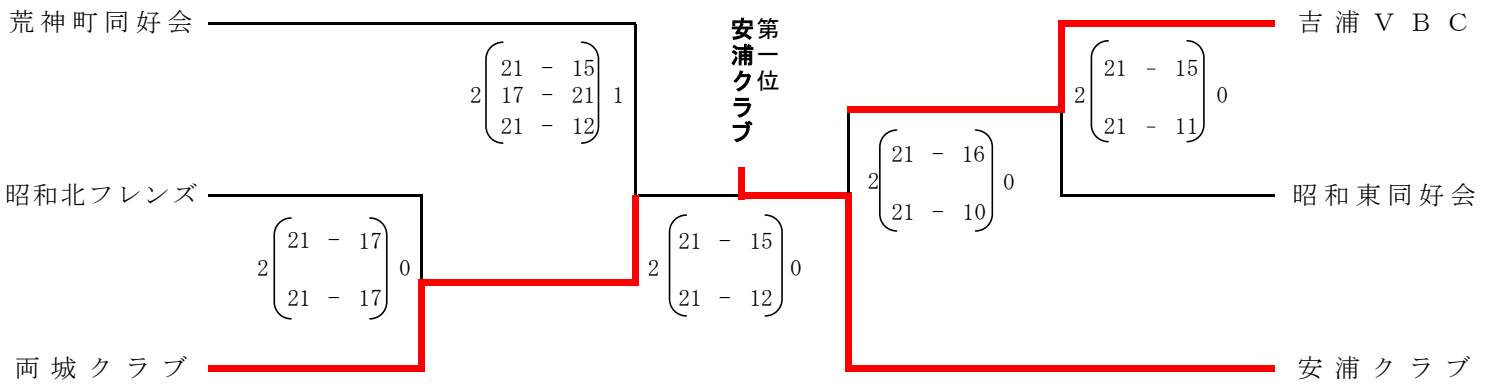 荒神町同好会
2 21 － 15 1
17 － 21
21 － 12
昭和北フレンズ
2 21 － 17 0
21 － 17
両城クラブ
第一位
安浦クラブ
2 21 － 15 0
21 － 12
吉浦ＶＢＣ
2 21 － 15 0
21 － 11
2 21 － 16 0
21 － 10
昭和東同好会
安浦クラブ